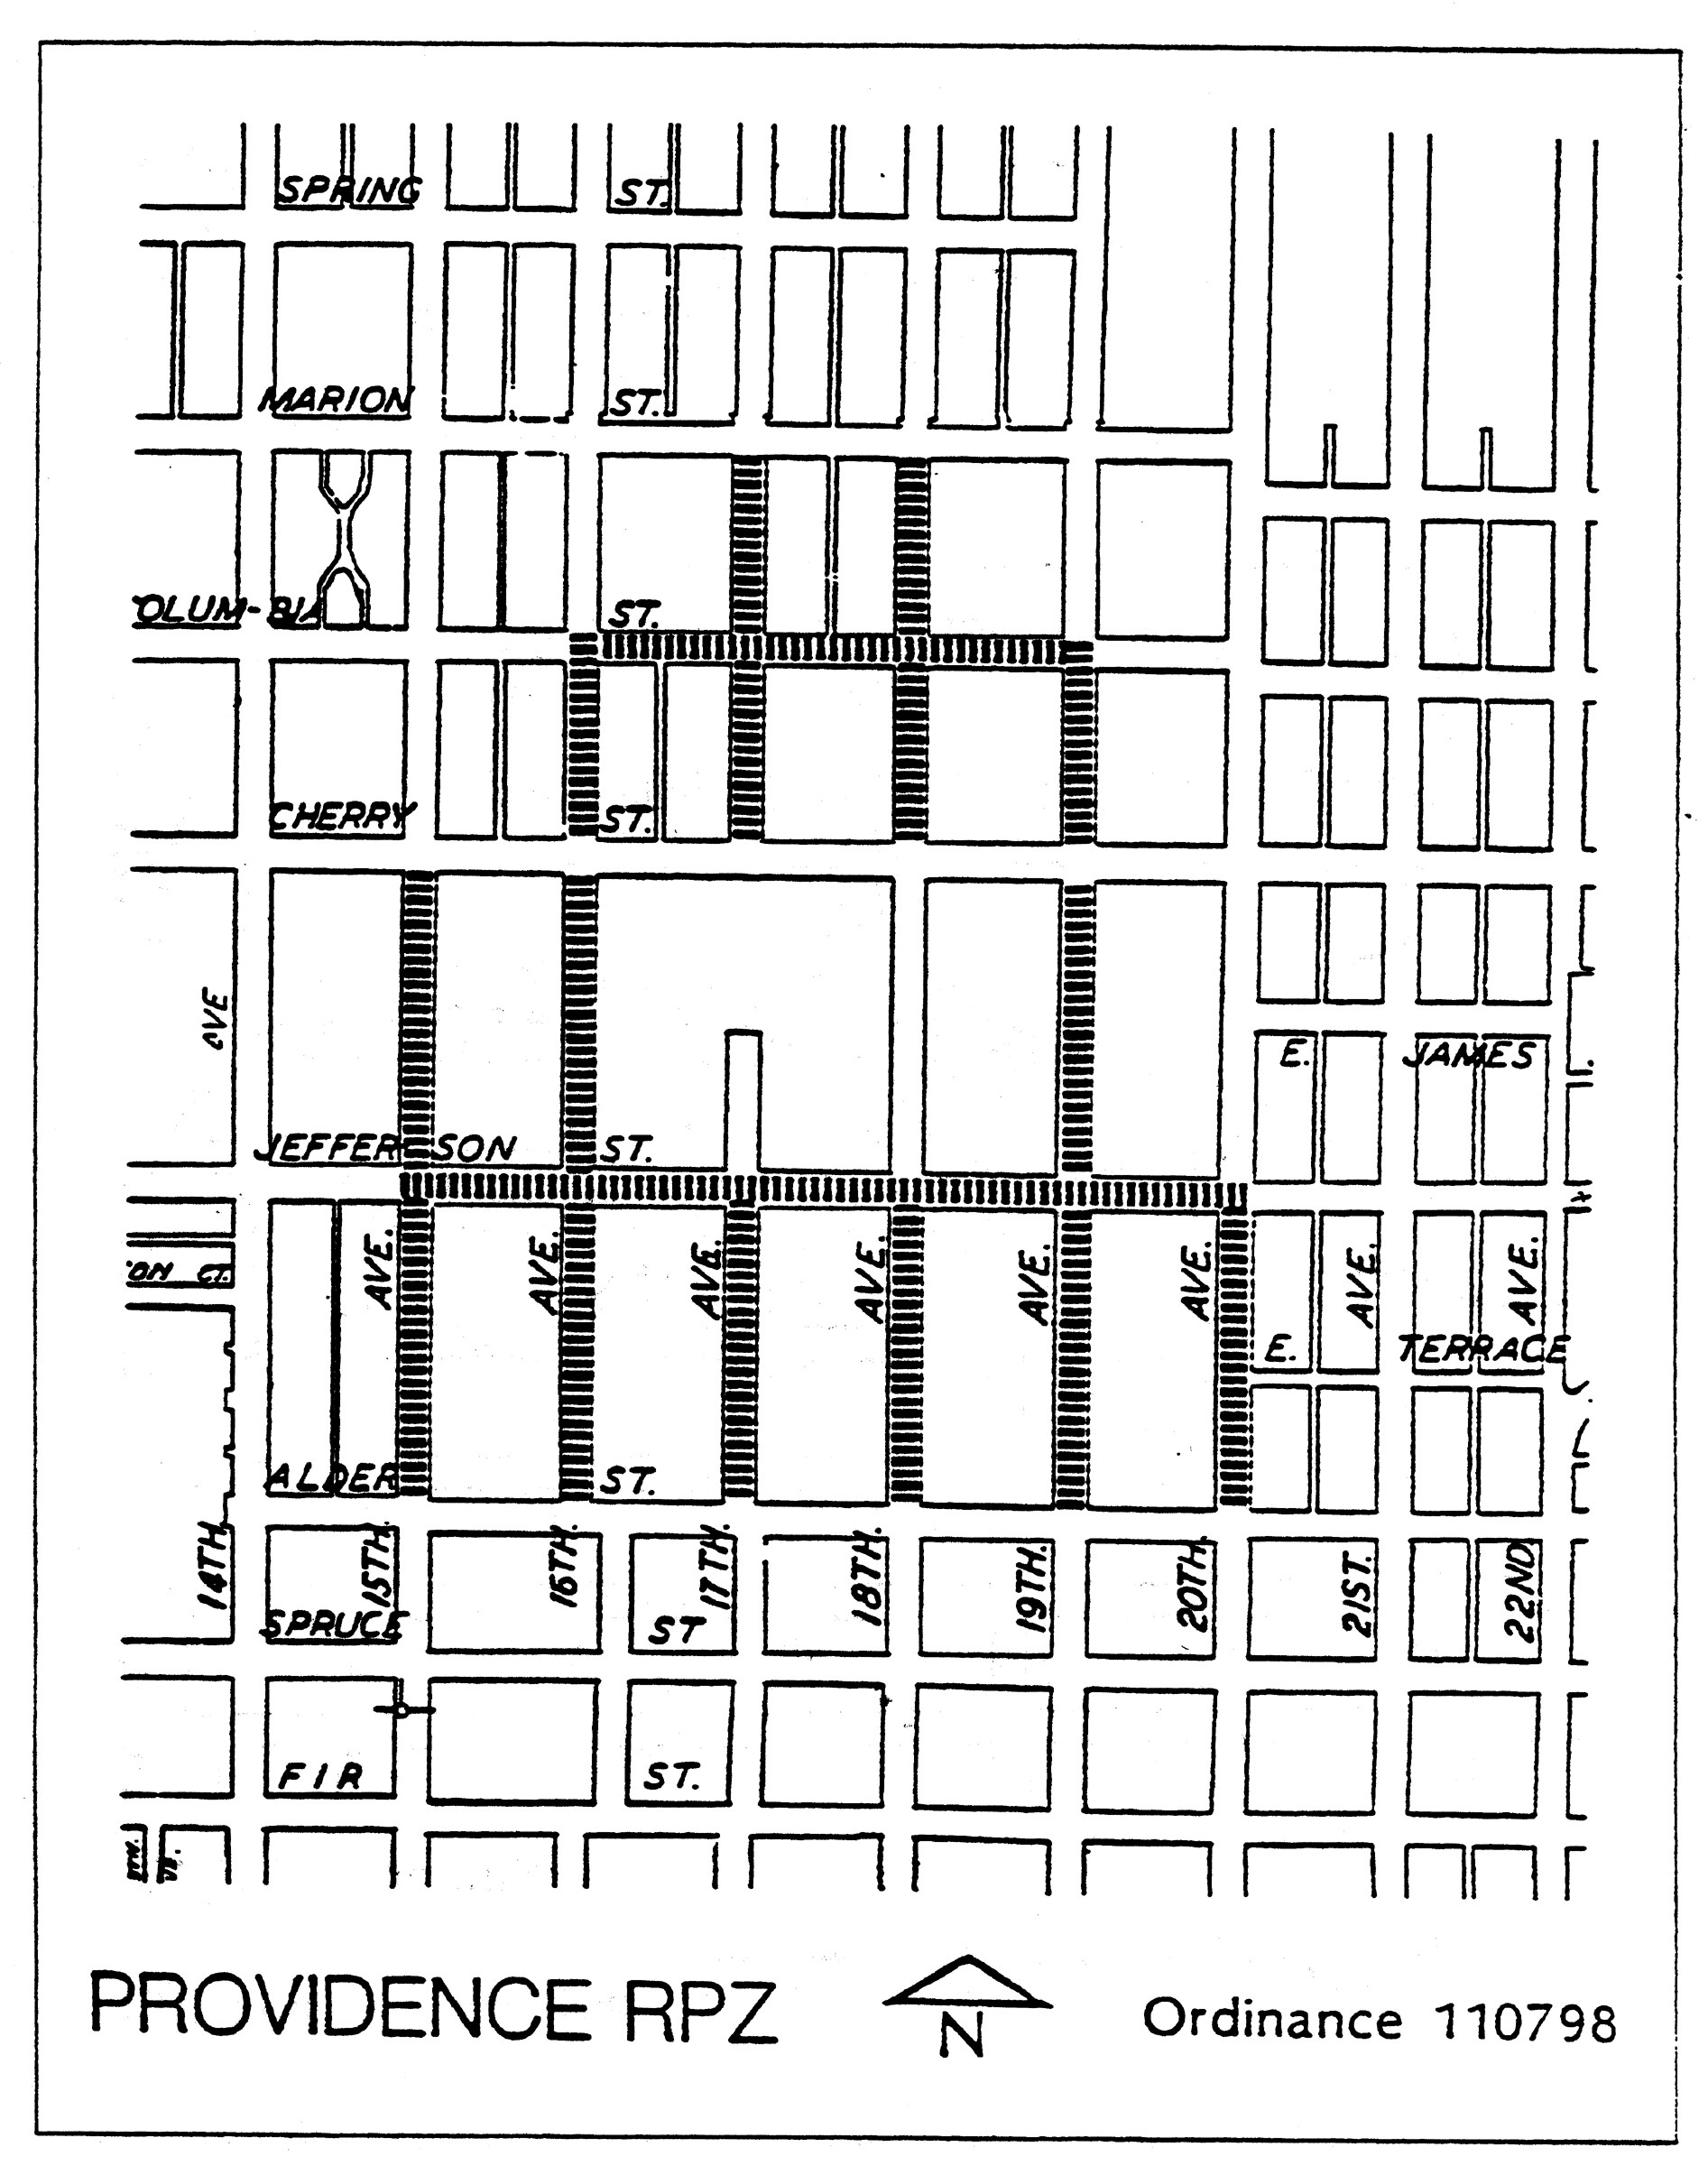 SPRING ST.
MARION ST.
OLUM-BIA ST.
CHERRY ST.
AVE
E. JAMES
JEFFER-SON ST.
ON CT.
AVE. AVE. AVE. AVE. AVE. AVE. AVE. AVE.
E. TERRACE
ALDER ST.
14TH. 15TH. 16TH. 17TH. 18TH. 19TH. 20TH. 21ST. 22ND
SPRUCE ST
FIR ST.
PROVIDENCE RPZ
N
Ordinance 110798